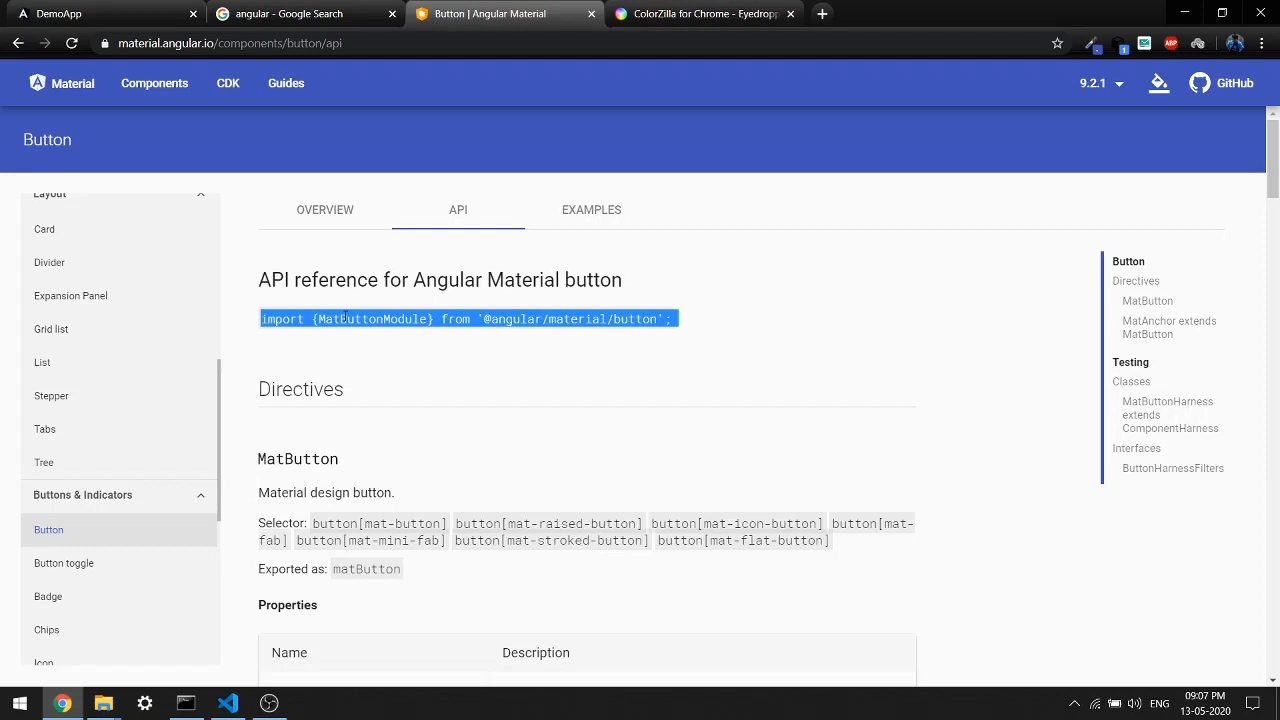 DemoApp
angular - Google Search
Button | Angular Material
ColorZilla for Chrome - Eyedropp
material.angular.io/components/button/api
Material
Components
CDK
Guides
9.2.1
GitHub
Button
Layout
Card
Divider
Expansion Panel
Grid list
List
Stepper
Tabs
Tree
Buttons & Indicators
Button
Button toggle
Badge
Chips
Icon
OVERVIEW
API
EXAMPLES
API reference for Angular Material button
import {MatButtonModule} from '@angular/material/button';
Directives
MatButton
Material design button.
Selector: button[mat-button] button[mat-raised-button] button[mat-icon-button] button[mat-
fab] button[mat-mini-fab] button[mat-stroked-button] button[mat-flat-button]
Exported as: matButton
Properties
Name
Description
Button
Directives
MatButton
MatAnchor extends
MatButton
Testing
Classes
MatButtonHarness
extends
ComponentHarness
Interfaces
ButtonHarnessFilters
ABP
ENG
09:07 PM
13-05-2020